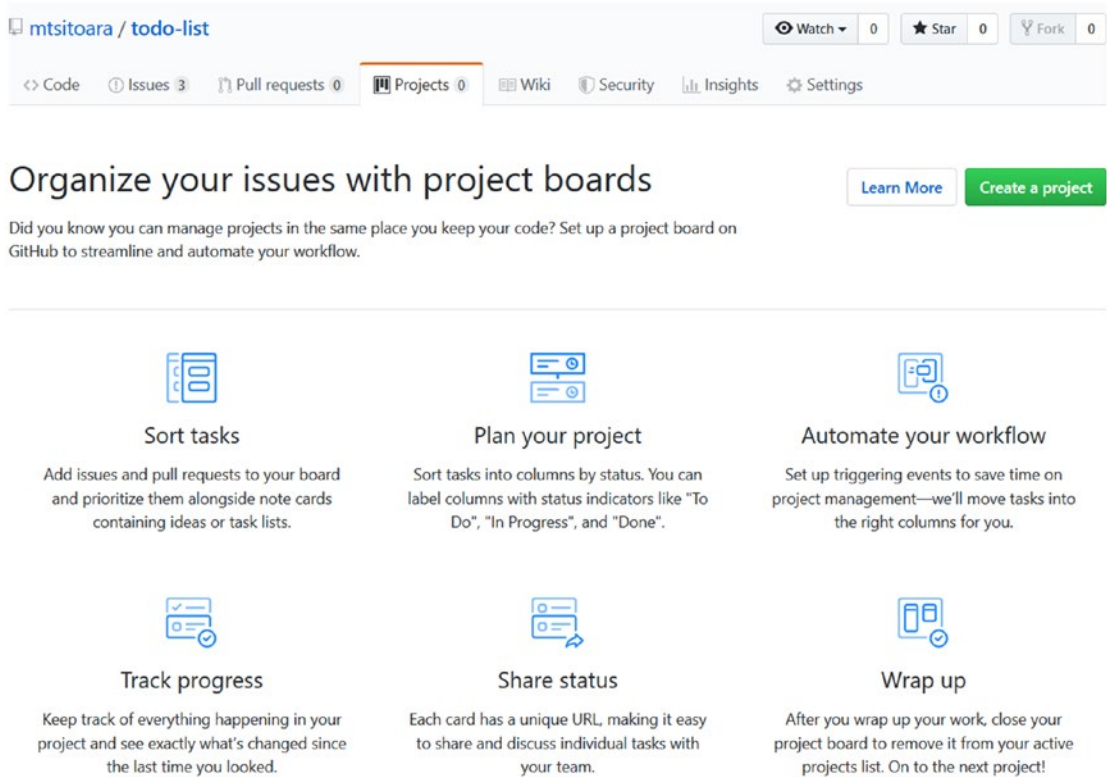 mtsitoara / todo-list
Watch 0 Star 0 Fork 0
Code Issues 3 Pull requests 0 Projects 0 Wiki Security Insights Settings
Organize your issues with project boards
Learn More Create a project
Did you know you can manage projects in the same place you keep your code? Set up a project board on
GitHub to streamline and automate your workflow.
Sort tasks
Add issues and pull requests to your board
and prioritize them alongside note cards
containing ideas or task lists.
Plan your project
Sort tasks into columns by status. You can
label columns with status indicators like "To
Do", "In Progress", and "Done".
Automate your workflow
Set up triggering events to save time on
project management—we'll move tasks into
the right columns for you.
Track progress
Keep track of everything happening in your
project and see exactly what's changed since
the last time you looked.
Share status
Each card has a unique URL, making it easy
to share and discuss individual tasks with
your team.
Wrap up
After you wrap up your work, close your
project board to remove it from your active
projects list. On to the next project!